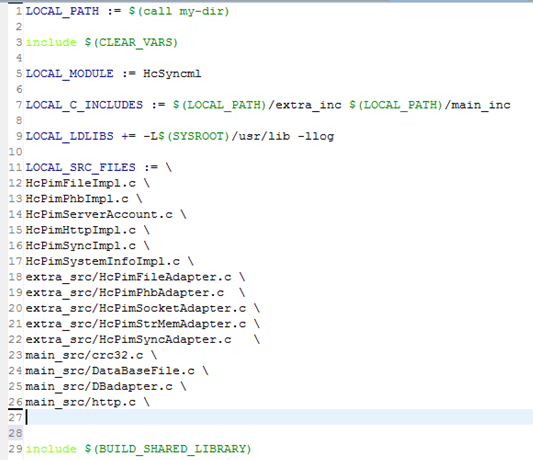 1 LOCAL_PATH := $(call my-dir)
2
3 include $(CLEAR_VARS)
4
5 LOCAL_MODULE := HcSyncml
6
7 LOCAL_C_INCLUDES := $(LOCAL_PATH)/extra_inc $(LOCAL_PATH)/main_inc
8
9 LOCAL_LDLIBS += -L$(SYSROOT)/usr/lib -llog
10
11 LOCAL_SRC_FILES := \
12 HcPimFileImpl.c \
13 HcPimPhbImpl.c \
14 HcPimServerAccount.c \
15 HcPimHttpImpl.c \
16 HcPimSyncImpl.c \
17 HcPimSystemInfoImpl.c \
18 extra_src/HcPimFileAdapter.c \
19 extra_src/HcPimPhbAdapter.c  \
20 extra_src/HcPimSocketAdapter.c \
21 extra_src/HcPimStrMemAdapter.c \
22 extra_src/HcPimSyncAdapter.c   \
23 main_src/crc32.c \
24 main_src/DataBaseFile.c \
25 main_src/DBadapter.c \
26 main_src/http.c \
27
28
29 include $(BUILD_SHARED_LIBRARY)